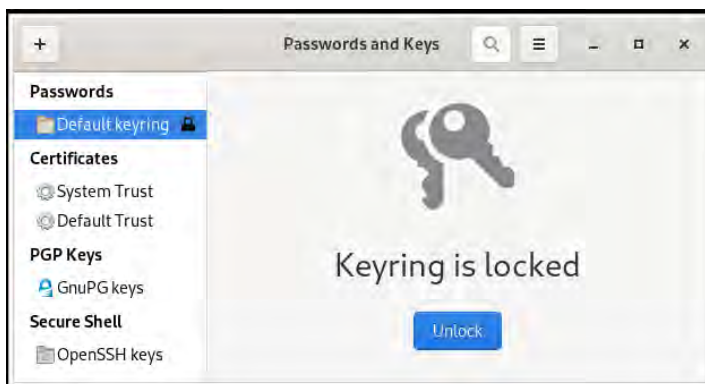 Passwords and Keys
Passwords
Default keyring
Certificates
System Trust
Default Trust
PGP Keys
GnuPG keys
Secure Shell
OpenSSH keys
Keyring is locked
Unlock